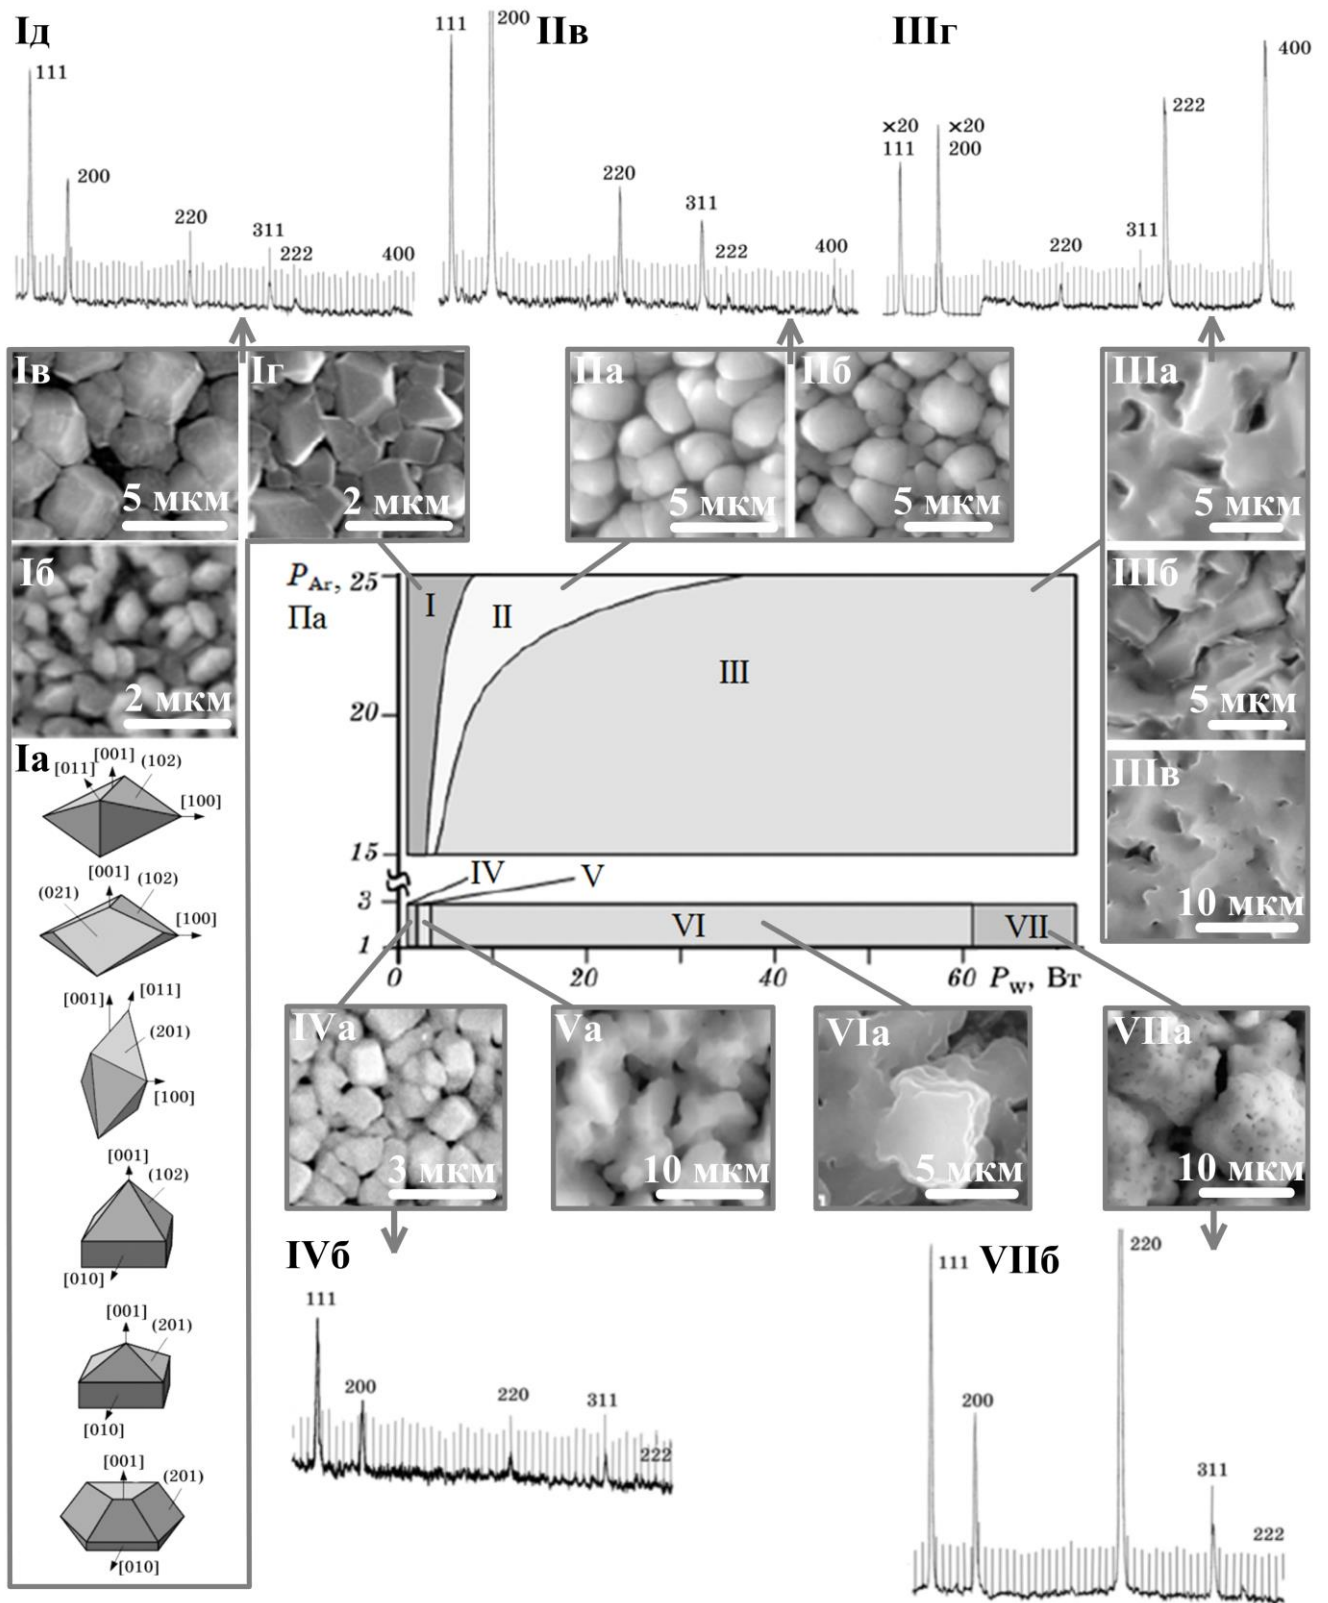 Iд
111
200
220
311
222
400
IIв
111
200
220
311
222
400
IIIг
×20
111
×20
200
220
311
222
400
Iв
5 мкм
Iг
2 мкм
IIа
5 мкм
IIб
5 мкм
IIIа
5 мкм
Iб
2 мкм
IIIб
5 мкм
IIIв
10 мкм
Iа
[011]
[001]
(102)
[100]
[001]
(021)
(102)
[100]
[001]
[011]
(201)
[100]
[001]
(102)
[010]
[001]
(201)
[010]
[001]
(201)
[010]
P_Ar, 25
Па
20
15
3
1
I
II
III
IV
V
VI
VII
0
20
40
60
P_w, Вт
IVа
3 мкм
Vа
10 мкм
VIа
5 мкм
VIIа
10 мкм
IVб
111
200
220
311
222
VIIб
111
200
220
311
222